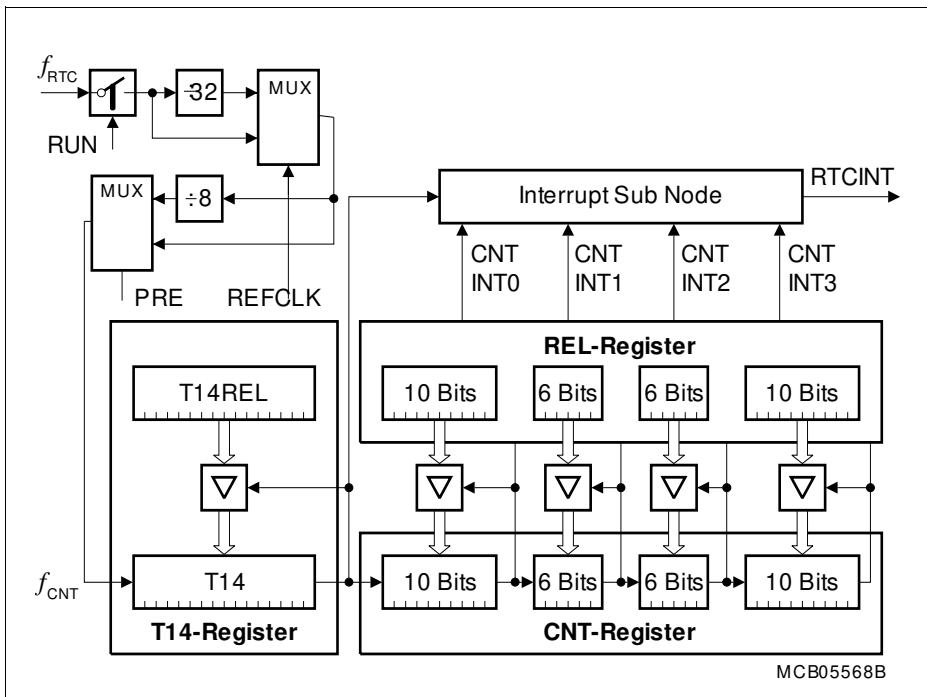 f RTC
÷32
MUX
RUN
MUX
÷8
Interrupt Sub Node
RTCINT
CNT INT0
CNT INT1
CNT INT2
CNT INT3
PRE
REFCLK
REL-Register
T14REL
10 Bits
6 Bits
6 Bits
10 Bits
f CNT
T14
10 Bits
6 Bits
6 Bits
10 Bits
T14-Register
CNT-Register
MCB05568B